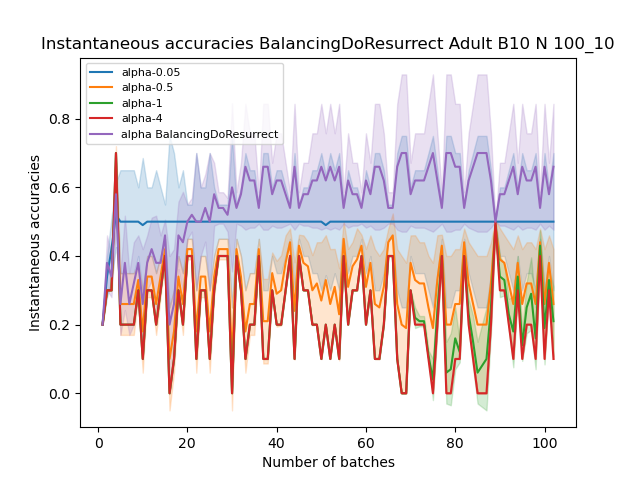 Instantaneous accuracies BalancingDoResurrect Adult B10 N 100_10
alpha-0.05
alpha-0.5
alpha-1
alpha-4
alpha BalancingDoResurrect
Instantaneous accuracies
0.8
0.6
0.4
0.2
0.0
0 20 40 60 80 100
Number of batches